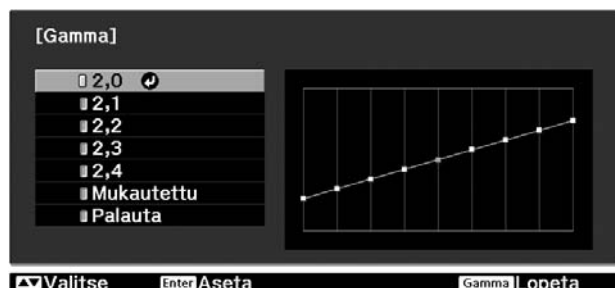 [Gamma]
2,0
2,1
2,2
2,3
2,4
Mukautettu
Palauta
Valitse Enter Aseta Gamma Lopeta